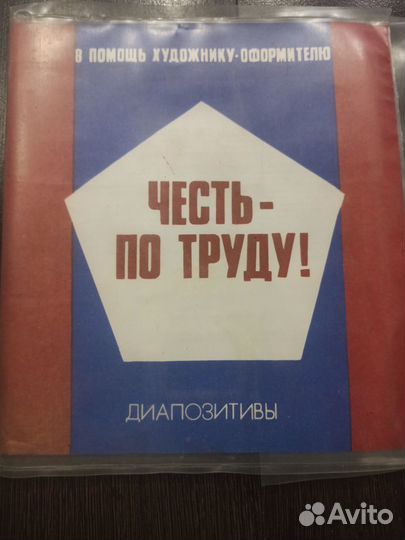 В ПОМОЩЬ ХУДОЖНИКУ-ОФОРМИТЕЛЮ
ЧЕСТЬ -
ПО ТРУДУ!
ДИАПОЗИТИВЫ
Avito